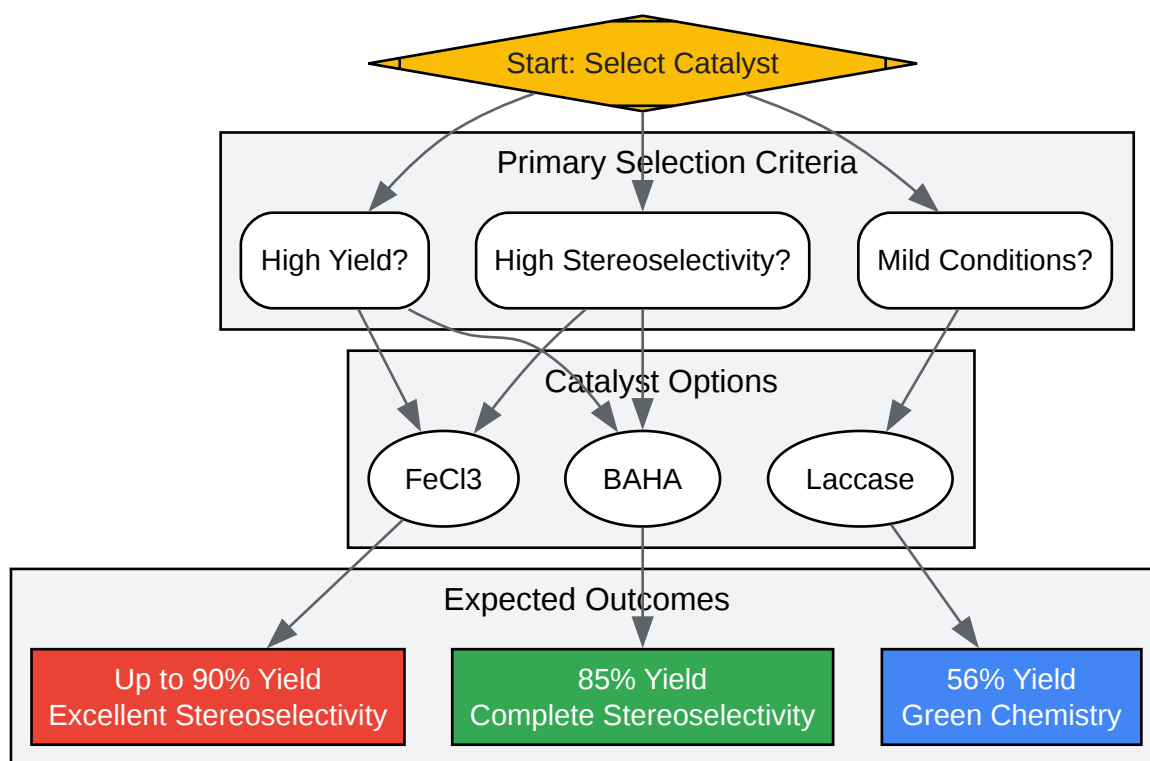 Start: Select Catalyst
Primary Selection Criteria
High Yield?
High Stereoselectivity?
Mild Conditions?
Catalyst Options
FeCl3
BAHA
Laccase
Expected Outcomes
Up to 90% Yield
Excellent Stereoselectivity
85% Yield
Complete Stereoselectivity
56% Yield
Green Chemistry